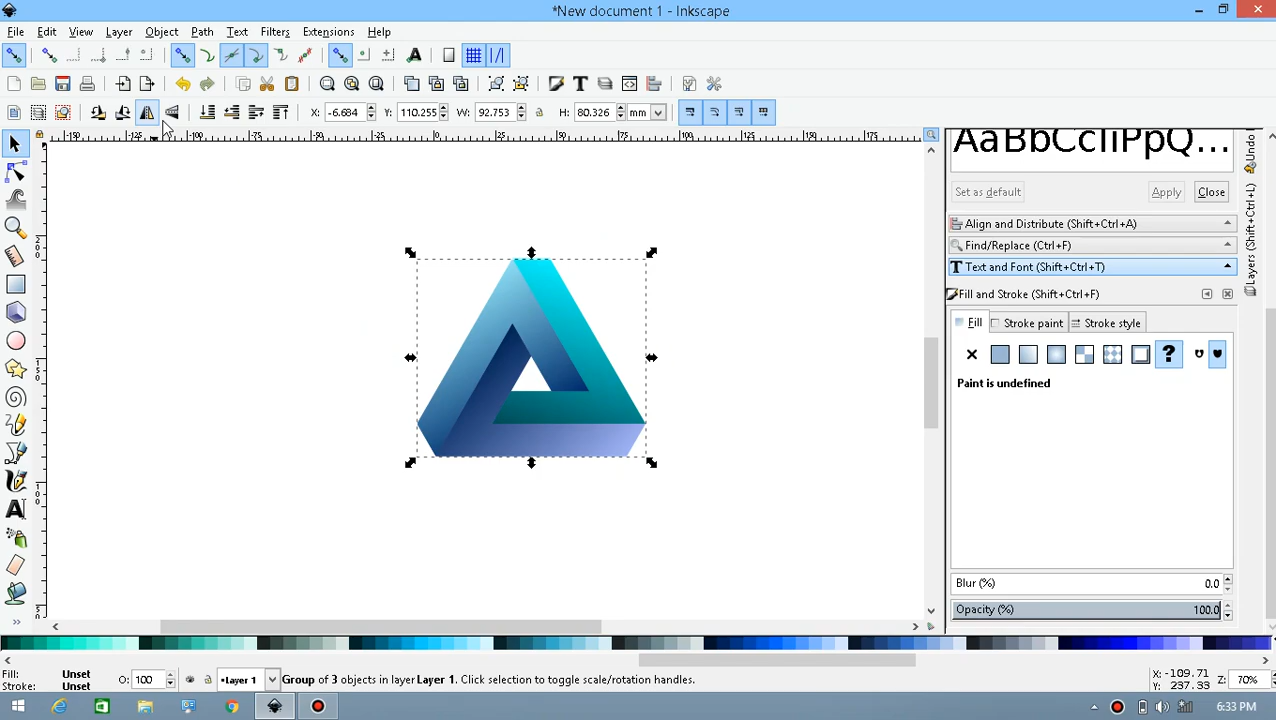 *New document 1 - Inkscape
File Edit View Layer Object Path Text Filters Extensions Help
X: -6.684 Y: 110.255 W: 92.753 H: 80.326 mm
AaBbCcIiPpQ...
Set as default Apply Close
Align and Distribute (Shift+Ctrl+A)
Find/Replace (Ctrl+F)
Text and Font (Shift+Ctrl+T)
Fill and Stroke (Shift+Ctrl+F)
Fill Stroke paint Stroke style
Paint is undefined
Blur (%) 0.0
Opacity (%) 100.0
Undo
Layers (Shift+Ctrl+L)
Fill: Unset
Stroke: Unset
O: 100
•Layer 1
Group of 3 objects in layer Layer 1. Click selection to toggle scale/rotation handles.
X: -109.71
Y: 237.33
Z: 70%
6:33 PM